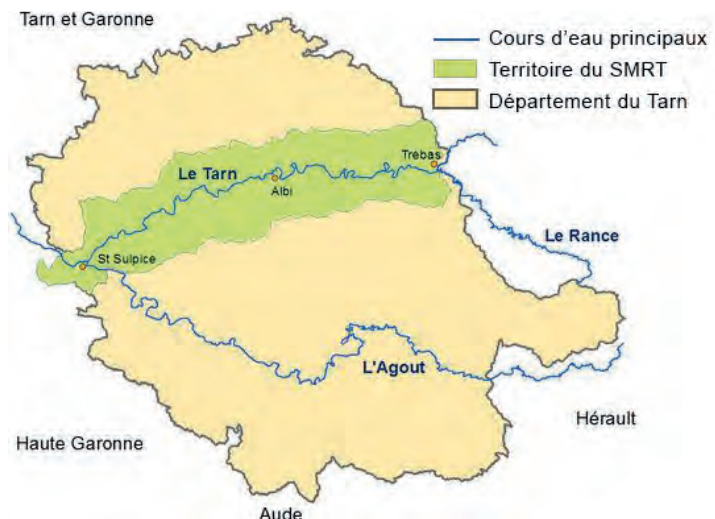 Tarn et Garonne
Cours d'eau principaux
Territoire du SMRT
Département du Tarn
Trébas
Le Tarn
Albi
Le Rance
St Sulpice
L'Agout
Hérault
Haute Garonne
Aude